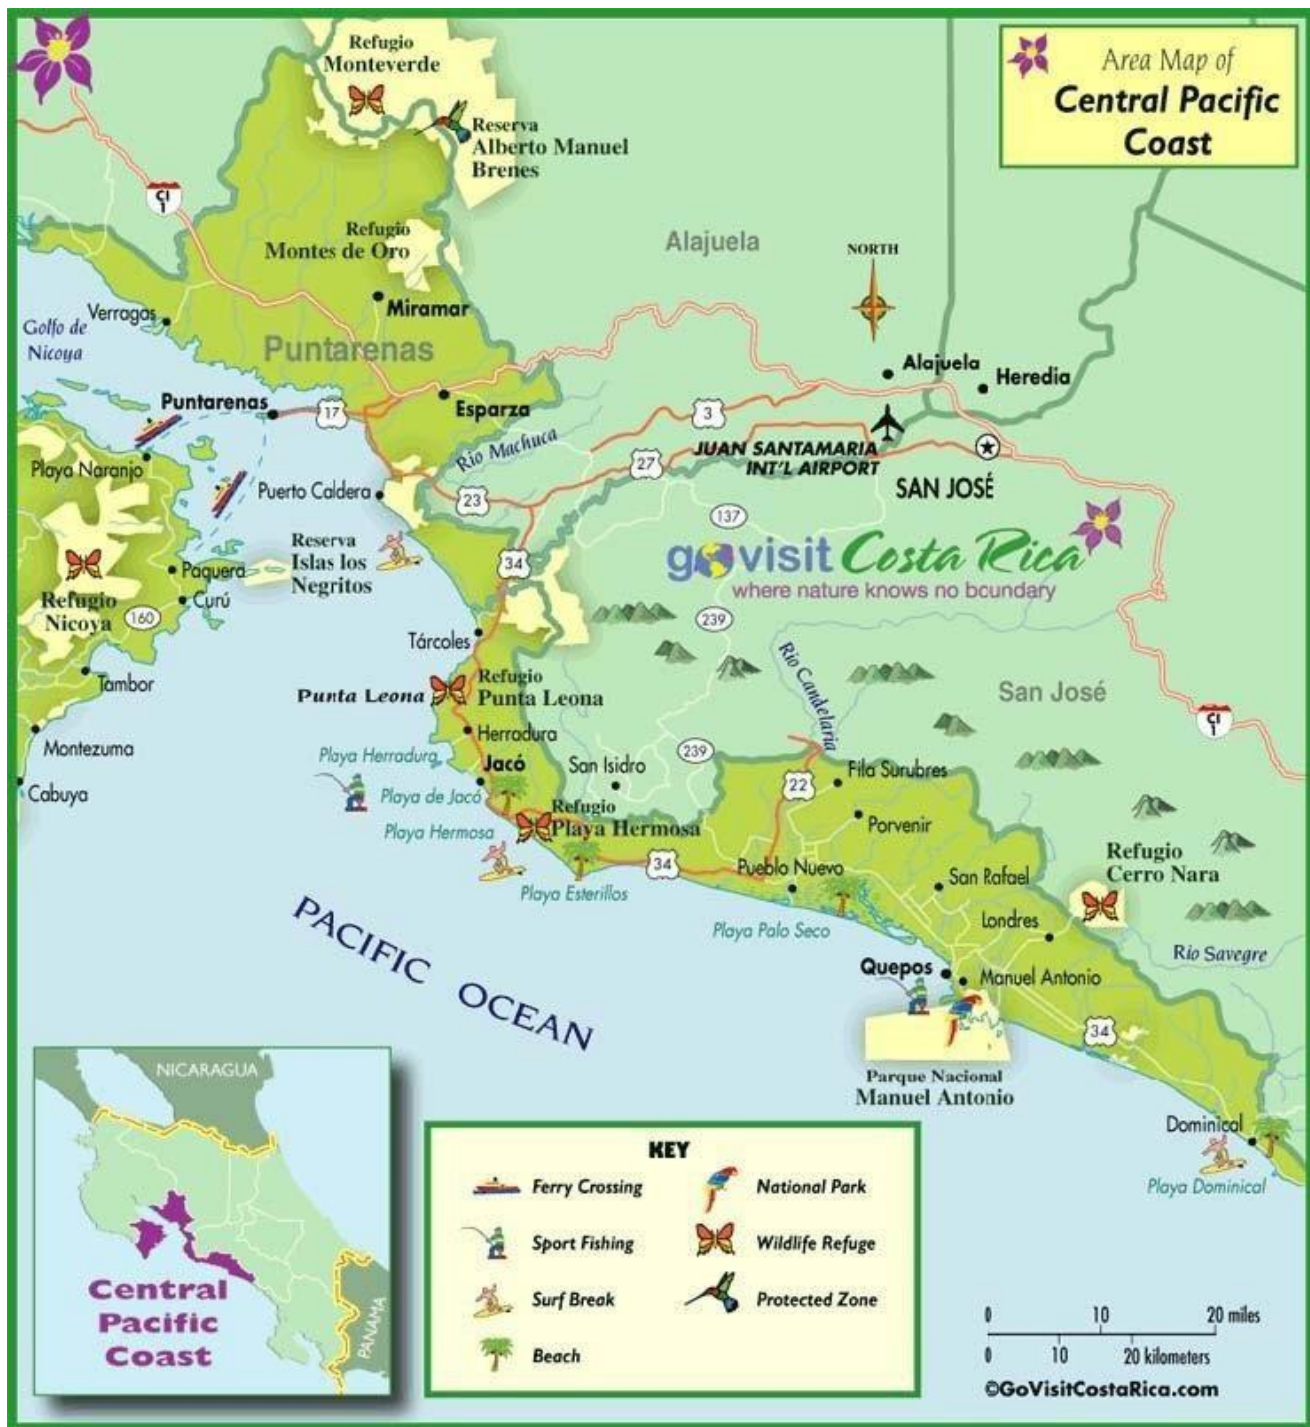 Area Map of
Central Pacific
Coast
Refugio
Monteverde
Reserva
Alberto Manuel
Brenes
CI
1
Refugio
Montes de Oro
Alajuela
NORTH
Miramar
Verragas
Golfo de
Nicoya
Puntarenas
Alajuela
Heredia
Puntarenas
17
Esparza
3
JUAN SANTAMARIA
INT'L AIRPORT
SAN JOSÉ
Río Machuca
27
Playa Naranjo
Puerto Caldera
23
137
govisit Costa Rica
where nature knows no boundary
Reserva
Islas los
Negritos
34
Paquera
Curú
Refugio
Nicoya
160
239
Tárcoles
Río Candelaria
Tambor
Punta Leona
Refugio
Punta Leona
San José
CI
1
Montezuma
Herradura
Playa Herradura
239
Jacó
San Isidro
Fila Surubres
22
Cabuya
Playa de Jacó
Refugio
Playa Hermosa
Playa Hermosa
Porvenir
34
Pueblo Nuevo
Refugio
Cerro Nara
San Rafael
Playa Esterillos
Londres
Playa Palo Seco
Río Savegre
PACIFIC OCEAN
Quepos
Manuel Antonio
34
Parque Nacional
Manuel Antonio
Dominical
Playa Dominical
NICARAGUA
PANAMA
Central
Pacific
Coast
KEY
Ferry Crossing
National Park
Sport Fishing
Wildlife Refuge
Surf Break
Protected Zone
Beach
0 10 20 miles
0 10 20 kilometers
©GoVisitCostaRica.com